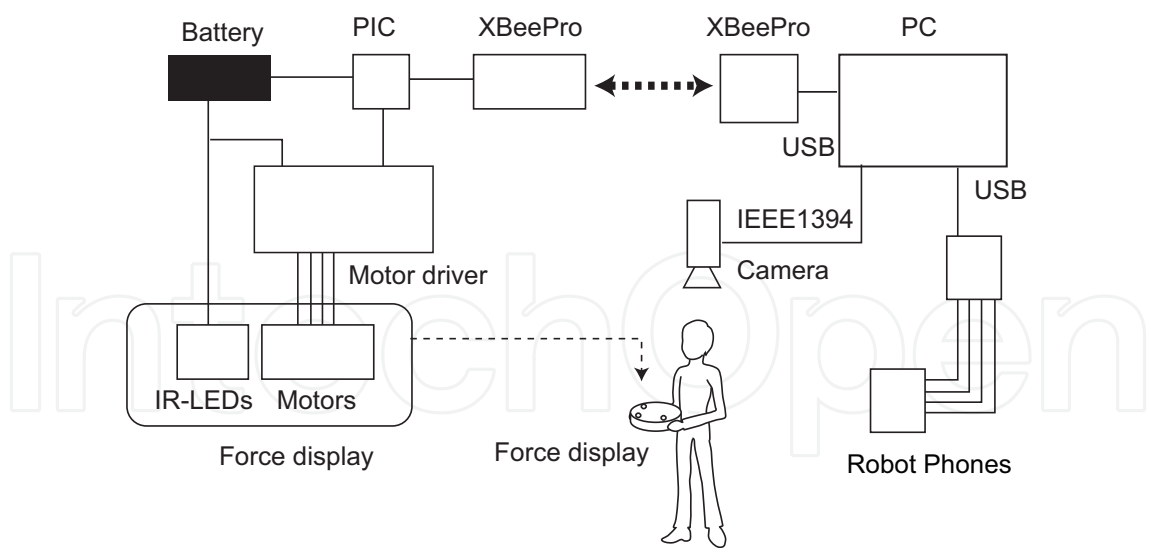 Battery
PIC
XBeePro
XBeePro
PC
USB
USB
IEEE1394
Motor driver
Camera
IR-LEDs
Motors
Force display
Force display
Robot Phones
IntechOpen